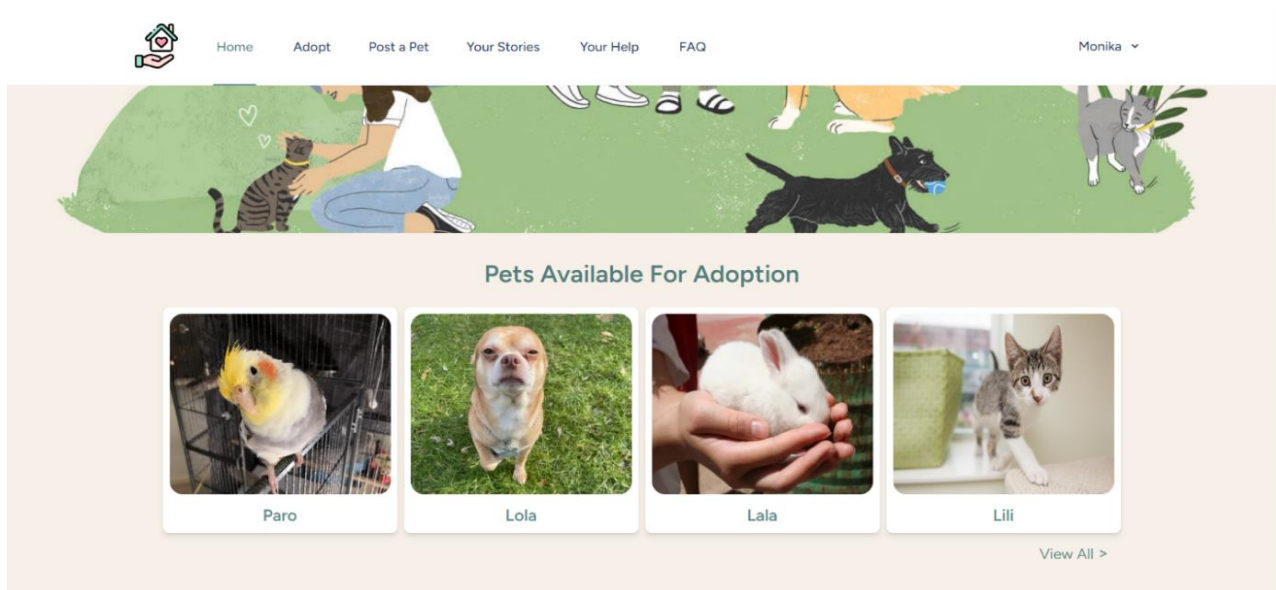 Home Adopt Post a Pet Your Stories Your Help FAQ Monika
Pets Available For Adoption
Paro Lola Lala Lili
View All >